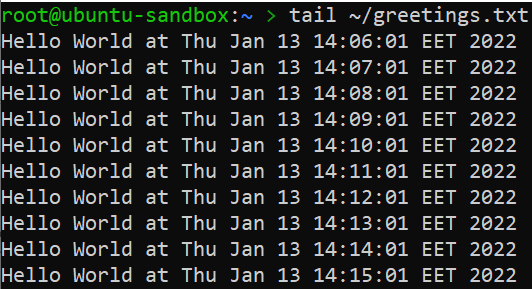 root@ubuntu-sandbox:~ > tail ~/greetings.txt
Hello World at Thu Jan 13 14:06:01 EET 2022
Hello World at Thu Jan 13 14:07:01 EET 2022
Hello World at Thu Jan 13 14:08:01 EET 2022
Hello World at Thu Jan 13 14:09:01 EET 2022
Hello World at Thu Jan 13 14:10:01 EET 2022
Hello World at Thu Jan 13 14:11:01 EET 2022
Hello World at Thu Jan 13 14:12:01 EET 2022
Hello World at Thu Jan 13 14:13:01 EET 2022
Hello World at Thu Jan 13 14:14:01 EET 2022
Hello World at Thu Jan 13 14:15:01 EET 2022